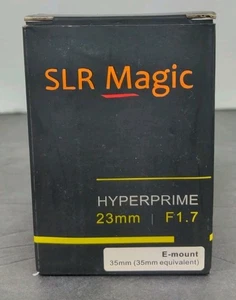 SLR Magic
HYPERPRIME
23mm | F1.7
E-mount
35mm (35mm equivalent)